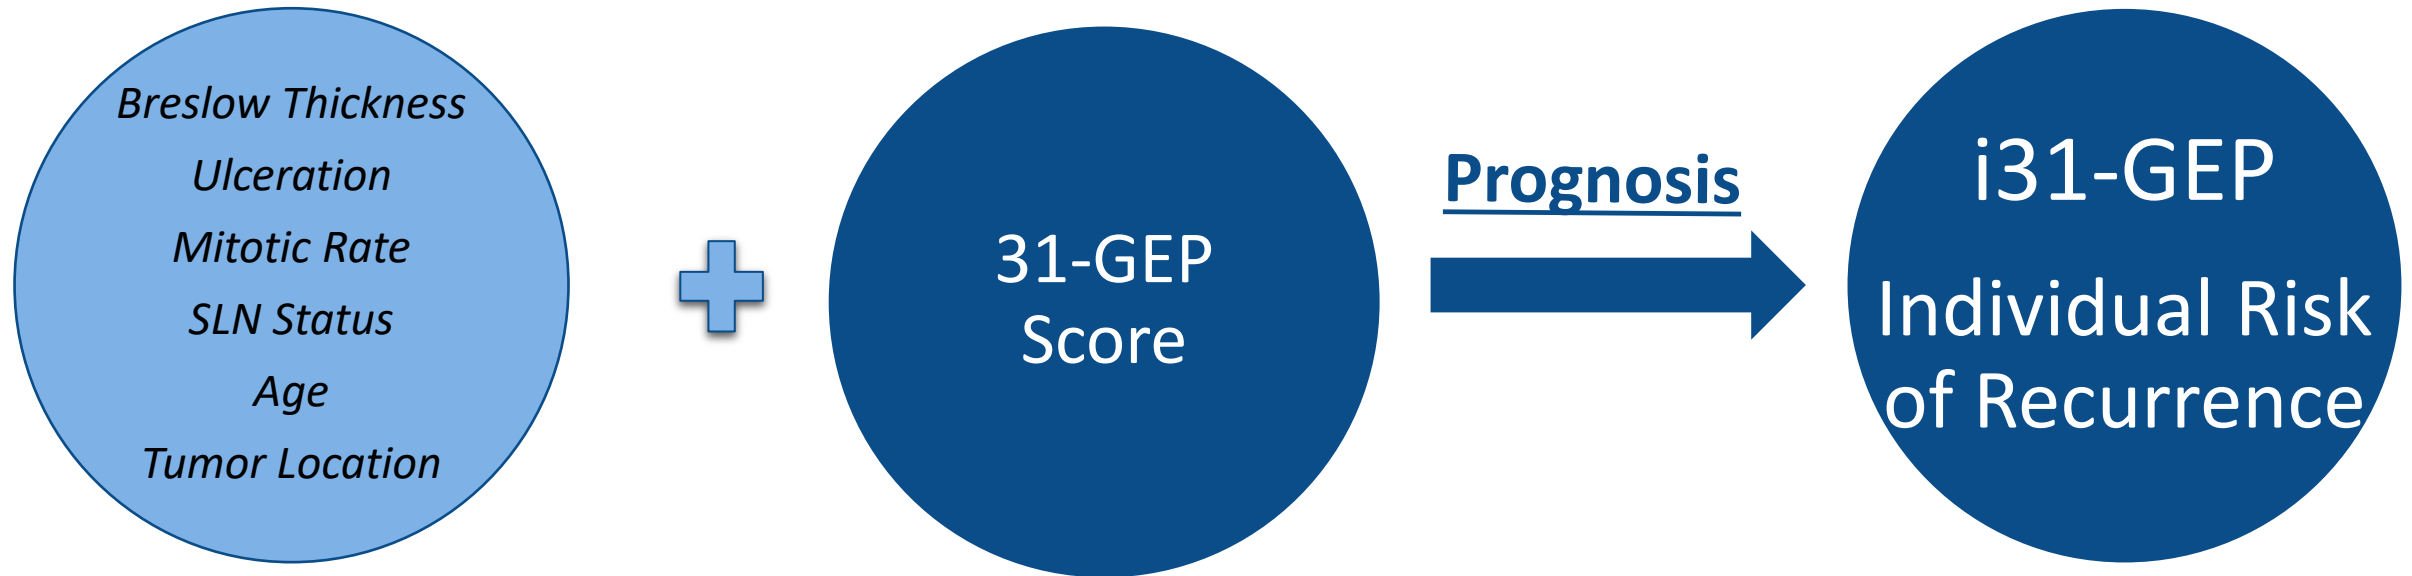 Breslow Thickness
Ulceration
Mitotic Rate
SLN Status
Age
Tumor Location
31-GEP
Score
Prognosis
i31-GEP
Individual Risk
of Recurrence